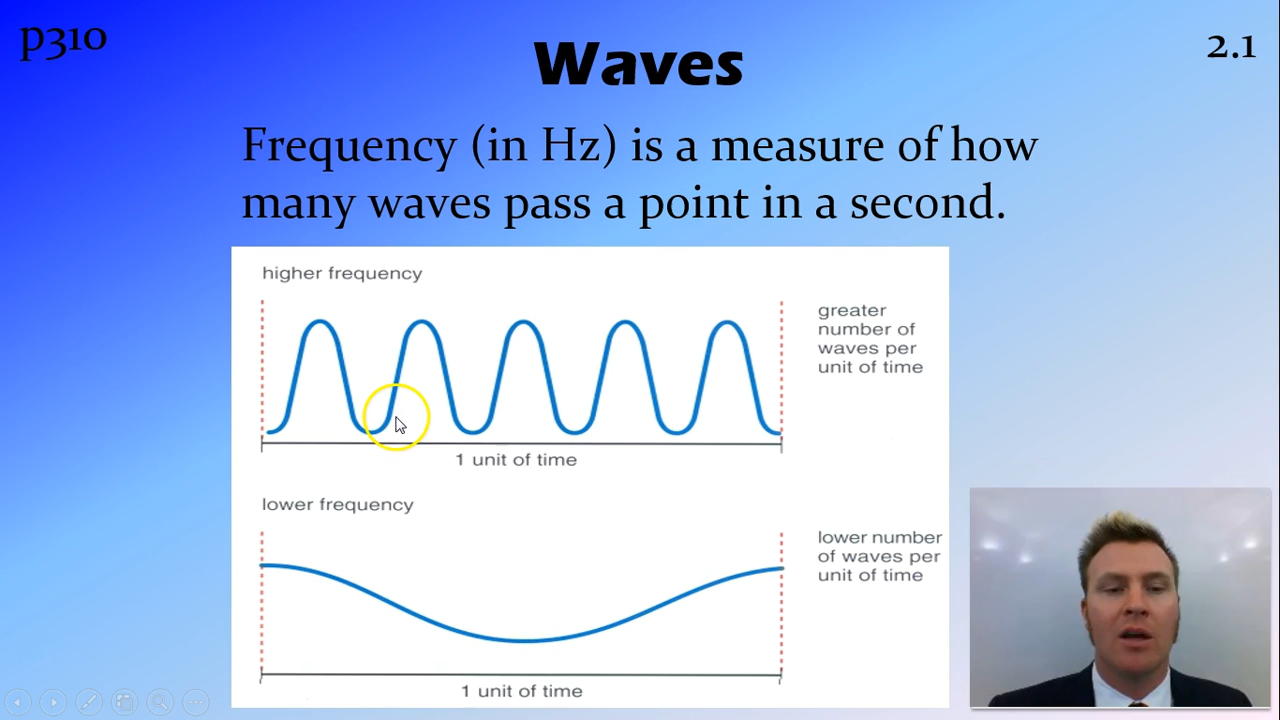 p310
Waves
2.1
Frequency (in Hz) is a measure of how
many waves pass a point in a second.
higher frequency
greater
number of
waves per
unit of time
1 unit of time
lower frequency
lower number
of waves per
unit of time
1 unit of time